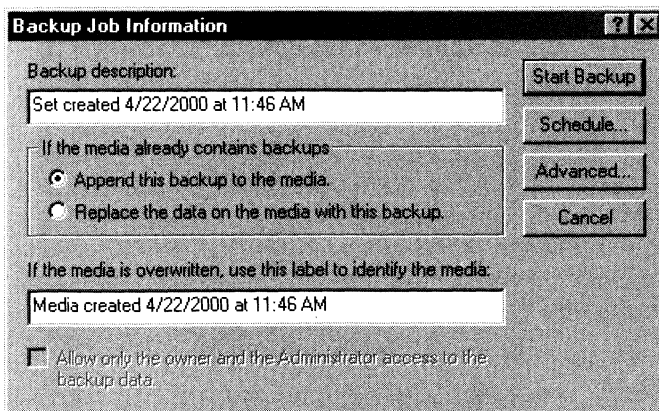 Backup Job Information
Backup description:
Set created 4/22/2000 at 11:46 AM
If the media already contains backups
Append this backup to the media.
Replace the data on the media with this backup.
If the media is overwritten, use this label to identify the media:
Media created 4/22/2000 at 11:46 AM
Allow only the owner and the Administrator access to the
backup data.
Start Backup
Schedule...
Advanced...
Cancel